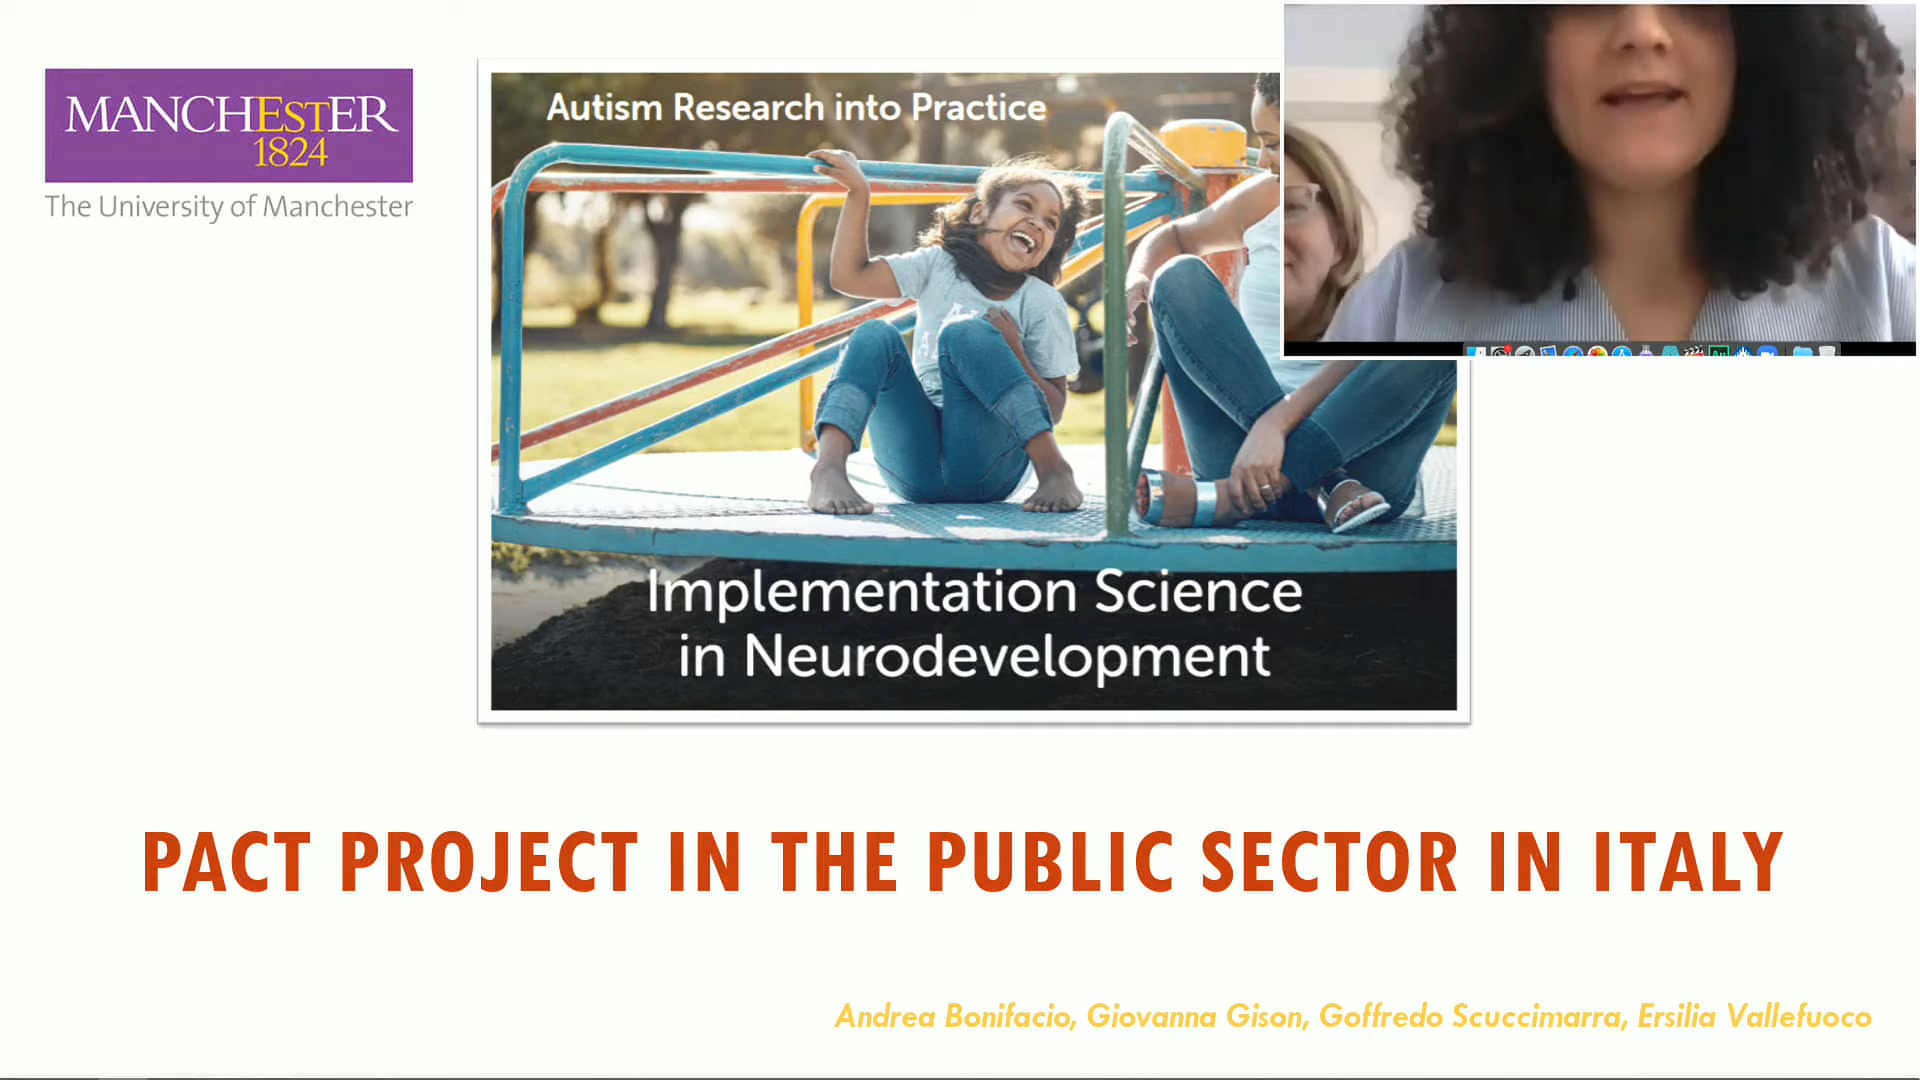 MANCHESTER
1824
The University of Manchester
Autism Research into Practice
Implementation Science
in Neurodevelopment
PACT PROJECT IN THE PUBLIC SECTOR IN ITALY
Andrea Bonifacio, Giovanna Gison, Goffredo Scuccimarra, Ersilia Vallefuoco